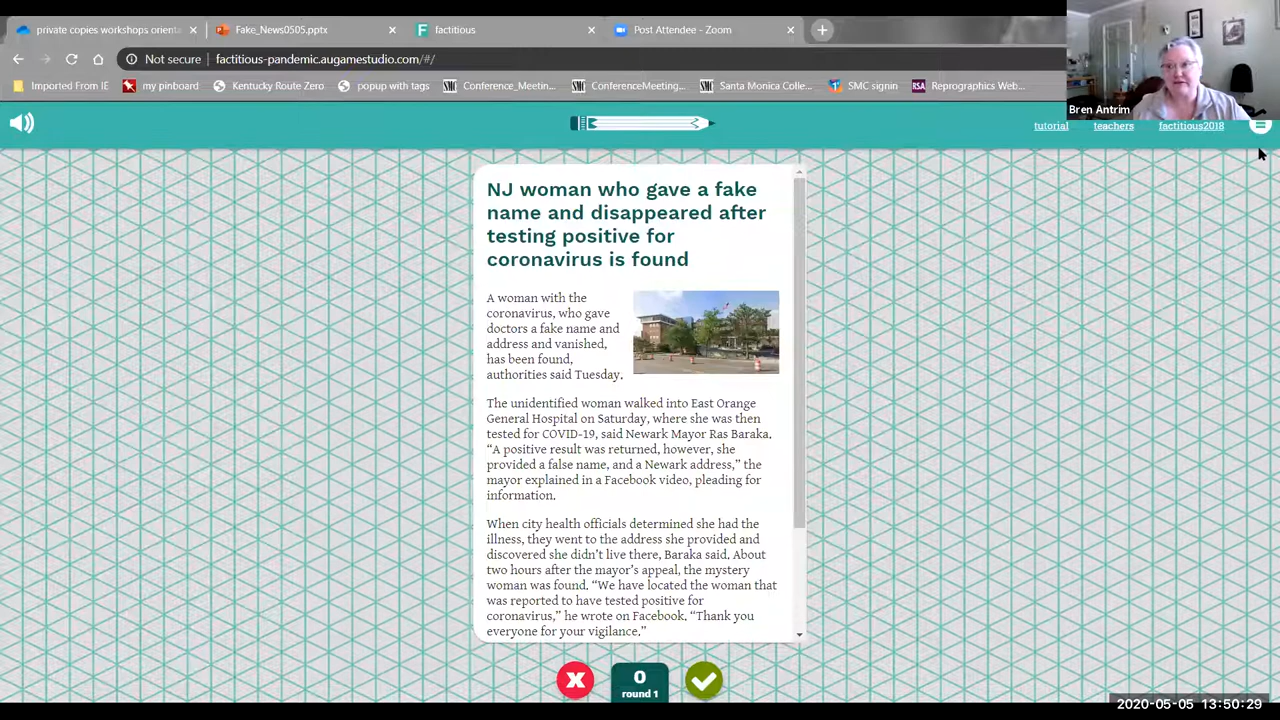 private copies workshops orienta
Fake_News0505.pptx
factitious
Post Attendee - Zoom
Not secure
factitious-pandemic.augamestudio.com/#/
Imported From IE
my pinboard
Kentucky Route Zero
popup with tags
SMC
Conference_Meetin...
SMC
ConferenceMeeting...
SMC
Santa Monica Colle...
SMC signin
RSA
Reprographics Web...
Bren Antrim
tutorial
teachers
factitious2018
NJ woman who gave a fake
name and disappeared after
testing positive for
coronavirus is found
A woman with the
coronavirus, who gave
doctors a fake name and
address and vanished,
has been found,
authorities said Tuesday.
The unidentified woman walked into East Orange
General Hospital on Saturday, where she was then
tested for COVID-19, said Newark Mayor Ras Baraka.
“A positive result was returned, however, she
provided a false name, and a Newark address,” the
mayor explained in a Facebook video, pleading for
information.
When city health officials determined she had the
illness, they went to the address she provided and
discovered she didn’t live there, Baraka said. About
two hours after the mayor’s appeal, the mystery
woman was found. “We have located the woman that
was reported to have tested positive for
coronavirus,” he wrote on Facebook. “Thank you
everyone for your vigilance.”
0
round 1
2020-05-05 13:50:29